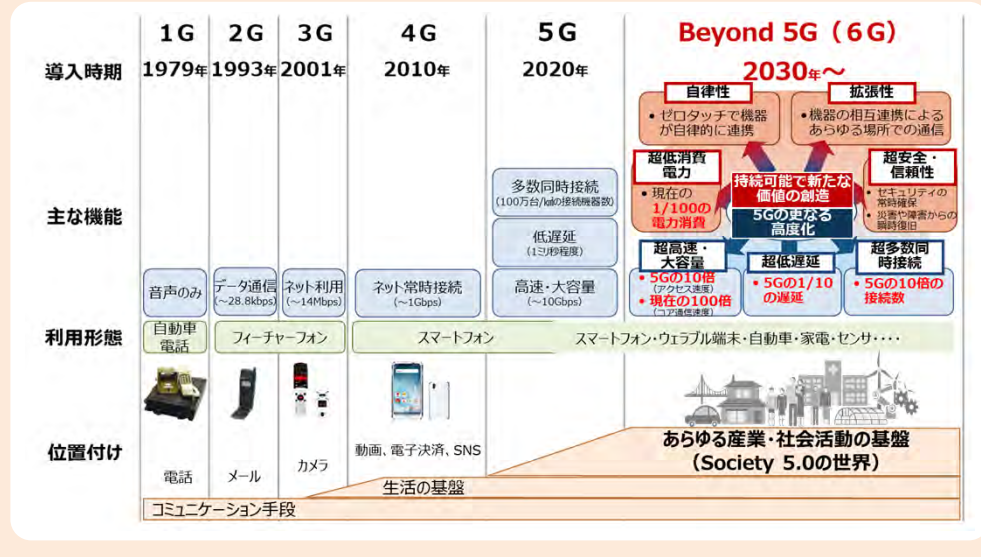 1G
2G
3G
4G
5G
Beyond 5G（6G）
導入時期
1979年
1993年
2001年
2010年
2020年
2030年～
主な機能
音声のみ
データ通信
(～28.8kbps)
ネット利用
(～14Mbps)
ネット常時接続
(～1Gbps)
多数同時接続
(100万台/㎢の接続機器数)
低遅延
(1ミリ秒程度)
高速・大容量
(～10Gbps)
自律性
•ゼロタッチで機器
が自律的に連携
拡張性
•機器の相互連携による
あらゆる場所での通信
超低消費
電力
•現在の
1/100の
電力消費
持続可能で新たな
価値の創造
5Gの更なる
高度化
超安全・
信頼性
•セキュリティの
常時確保
•災害や障害からの
瞬時復旧
超高速・
大容量
•5Gの10倍
(アクセス速度)
•現在の100倍
(コア通信速度)
超低遅延
•5Gの1/10
の遅延
超多数同
時接続
•5Gの10倍の
接続数
利用形態
自動車
電話
フィーチャーフォン
スマートフォン
スマートフォン・ウェアラブル端末・自動車・家電・センサ・・・・
位置付け
電話
メール
カメラ
動画、電子決済、SNS
あらゆる産業・社会活動の基盤
（Society 5.0の世界）
生活の基盤
コミュニケーション手段